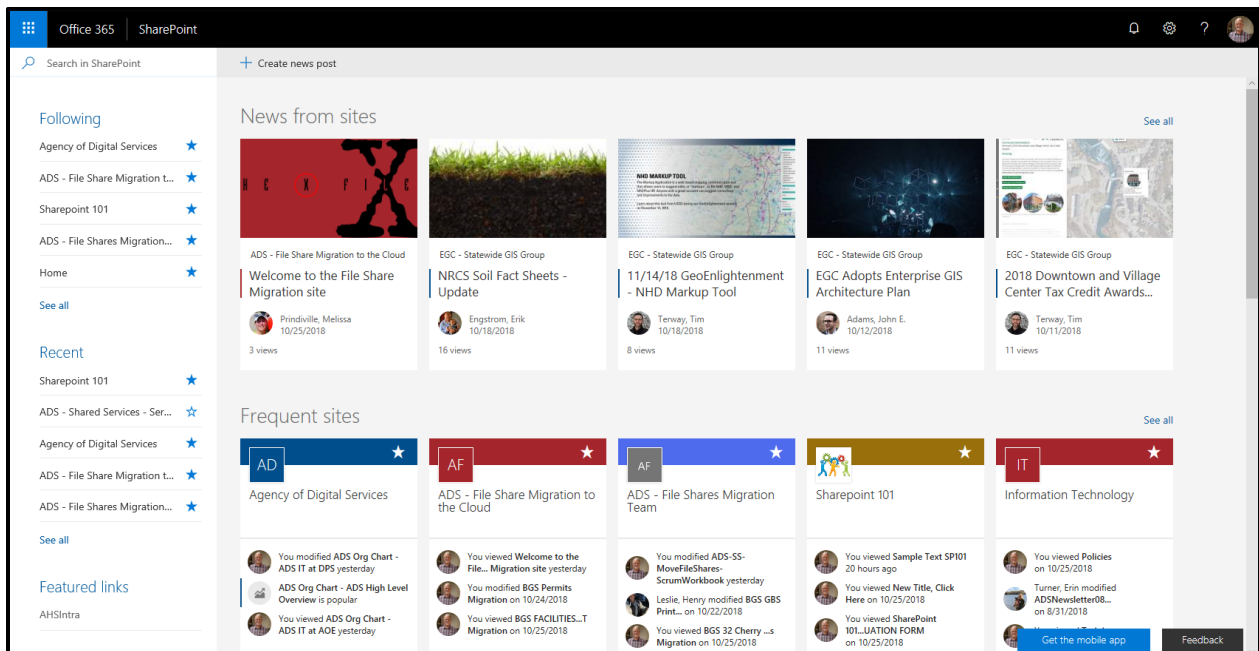 Office 365
SharePoint
?
Search in SharePoint
Create news post
Following
Agency of Digital Services
ADS - File Share Migration t...
Sharepoint 101
ADS - File Shares Migration...
Home
See all
Recent
Sharepoint 101
ADS - Shared Services - Ser...
Agency of Digital Services
ADS - File Share Migration t...
ADS - File Shares Migration...
See all
Featured links
AHSIntra
News from sites
See all
X F I
ADS - File Share Migration to the Cloud
Welcome to the File Share
Migration site
Prindiville, Melissa
10/25/2018
3 views
EGC - Statewide GIS Group
NRCS Soil Fact Sheets -
Update
Engstrom, Erik
10/18/2018
16 views
NHD MARKUP TOOL
EGC - Statewide GIS Group
11/14/18 GeoEnlightenment
- NHD Markup Tool
Terway, Tim
10/18/2018
8 views
EGC - Statewide GIS Group
EGC Adopts Enterprise GIS
Architecture Plan
Adams, John E.
10/12/2018
11 views
EGC - Statewide GIS Group
2018 Downtown and Village
Center Tax Credit Awards...
Terway, Tim
10/11/2018
11 views
Frequent sites
See all
AD
Agency of Digital Services
You modified ADS Org Chart -
ADS IT at DPS yesterday
ADS Org Chart - ADS High Level
Overview is popular
You viewed ADS Org Chart -
ADS IT at AOE yesterday
AF
ADS - File Share Migration to
the Cloud
You viewed Welcome to the
File... Migration site yesterday
You modified BGS Permits
Migration on 10/24/2018
You viewed BGS FACILITIES...T
Migration on 10/25/2018
AF
ADS - File Shares Migration
Team
You modified ADS-SS-
MoveFileShares-
ScrumWorkbook yesterday
Leslie, Henry modified BGS GBS
Print... on 10/22/2018
You viewed BGS 32 Cherry ...s
Migration on 10/25/2018
Sharepoint 101
You viewed Sample Text SP101
20 hours ago
You viewed New Title, Click
Here on 10/25/2018
You viewed SharePoint
101...UATION FORM
on 10/25/2018
IT
Information Technology
You viewed Policies
on 10/25/2018
Turner, Erin modified
ADSNewsletter08...
on 8/31/2018
Get the mobile app
Feedback